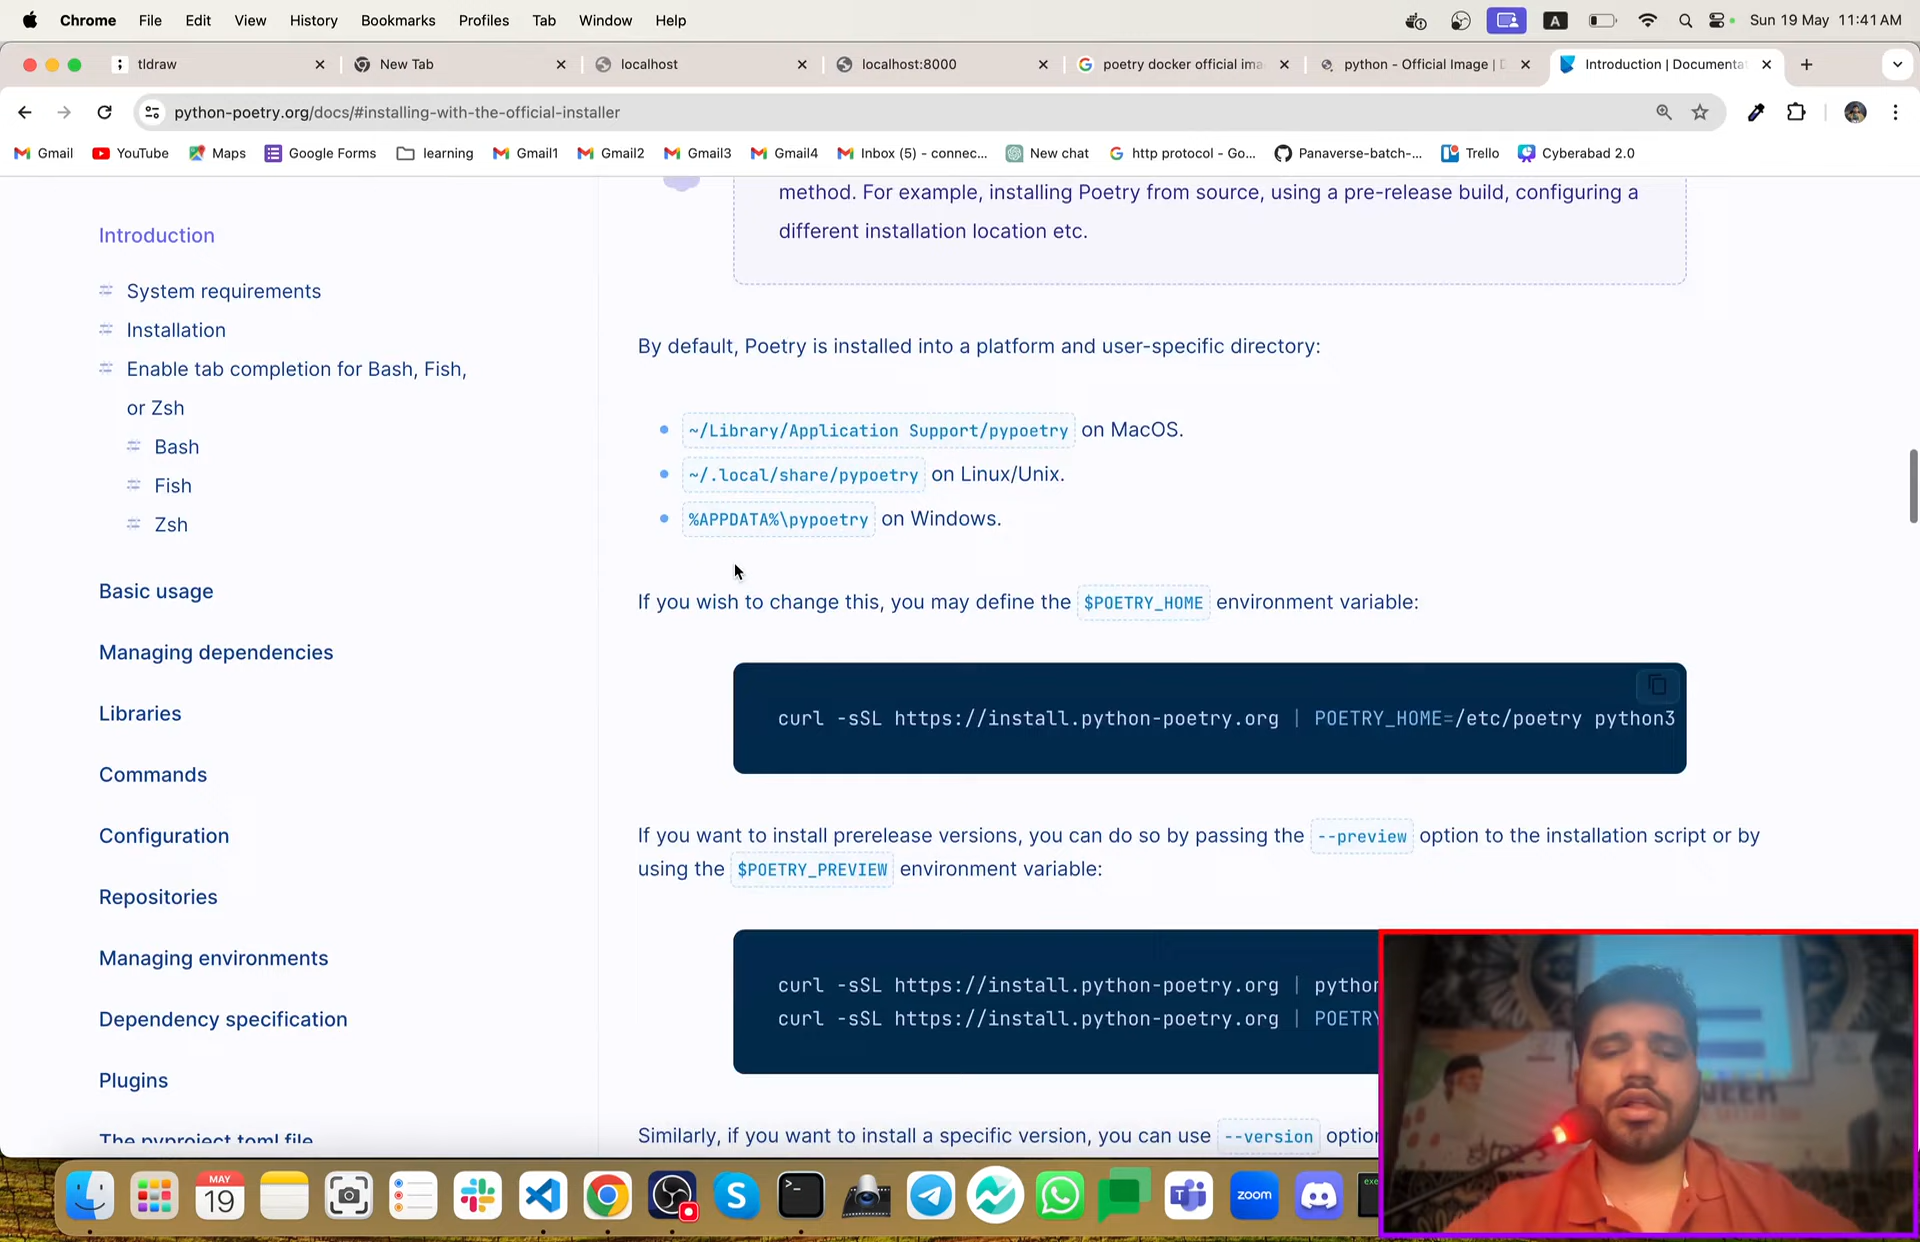 Chrome File Edit View History Bookmarks Profiles Tab Window Help
A
Sun 19 May 11:41 AM
tldraw
New Tab
localhost
localhost:8000
poetry docker official ima
python - Official Image |
Introduction | Documenta
python-poetry.org/docs/#installing-with-the-official-installer
Gmail YouTube Maps Google Forms learning Gmail1 Gmail2 Gmail3 Gmail4 Inbox (5) - connec... New chat http protocol - Go... Panaverse-batch-... Trello Cyberabad 2.0
Introduction
System requirements
Installation
Enable tab completion for Bash, Fish,
or Zsh
Bash
Fish
Zsh
Basic usage
Managing dependencies
Libraries
Commands
Configuration
Repositories
Managing environments
Dependency specification
Plugins
The pyproject.toml file
method. For example, installing Poetry from source, using a pre-release build, configuring a
different installation location etc.
By default, Poetry is installed into a platform and user-specific directory:
~/Library/Application Support/pypoetry on MacOS.
~/.local/share/pypoetry on Linux/Unix.
%APPDATA%\pypoetry on Windows.
If you wish to change this, you may define the $POETRY_HOME environment variable:
curl -sSL https://install.python-poetry.org | POETRY_HOME=/etc/poetry python3
If you want to install prerelease versions, you can do so by passing the --preview option to the installation script or by
using the $POETRY_PREVIEW environment variable:
curl -sSL https://install.python-poetry.org | python
curl -sSL https://install.python-poetry.org | POETRY
Similarly, if you want to install a specific version, you can use --version option
MAY
19
zoom
exe
NEER